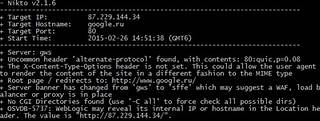 - Nikto v2.1.6
+ Target IP: 87.229.144.34
+ Target Hostname: google.ru
+ Target Port: 80
+ Start Time: 2015-02-26 14:51:38 (GMT6)
+ Server: gws
+ Uncommon header 'alternate-protocol' found, with contents: 80:quic,p=0.08
+ The X-Content-Type-Options header is not set. This could allow the user agent
to render the content of the site in a different fashion to the MIME type
+ Root page / redirects to: http://www.google.ru/
+ Server banner has changed from 'gws' to 'sffe' which may suggest a WAF, load b
alancer or proxy is in place
+ No CGI Directories found (use '-C all' to force check all possible dirs)
+ OSVDB-5737: WebLogic may reveal its internal IP or hostname in the Location he
ader. The value is "http://87.229.144.34/".